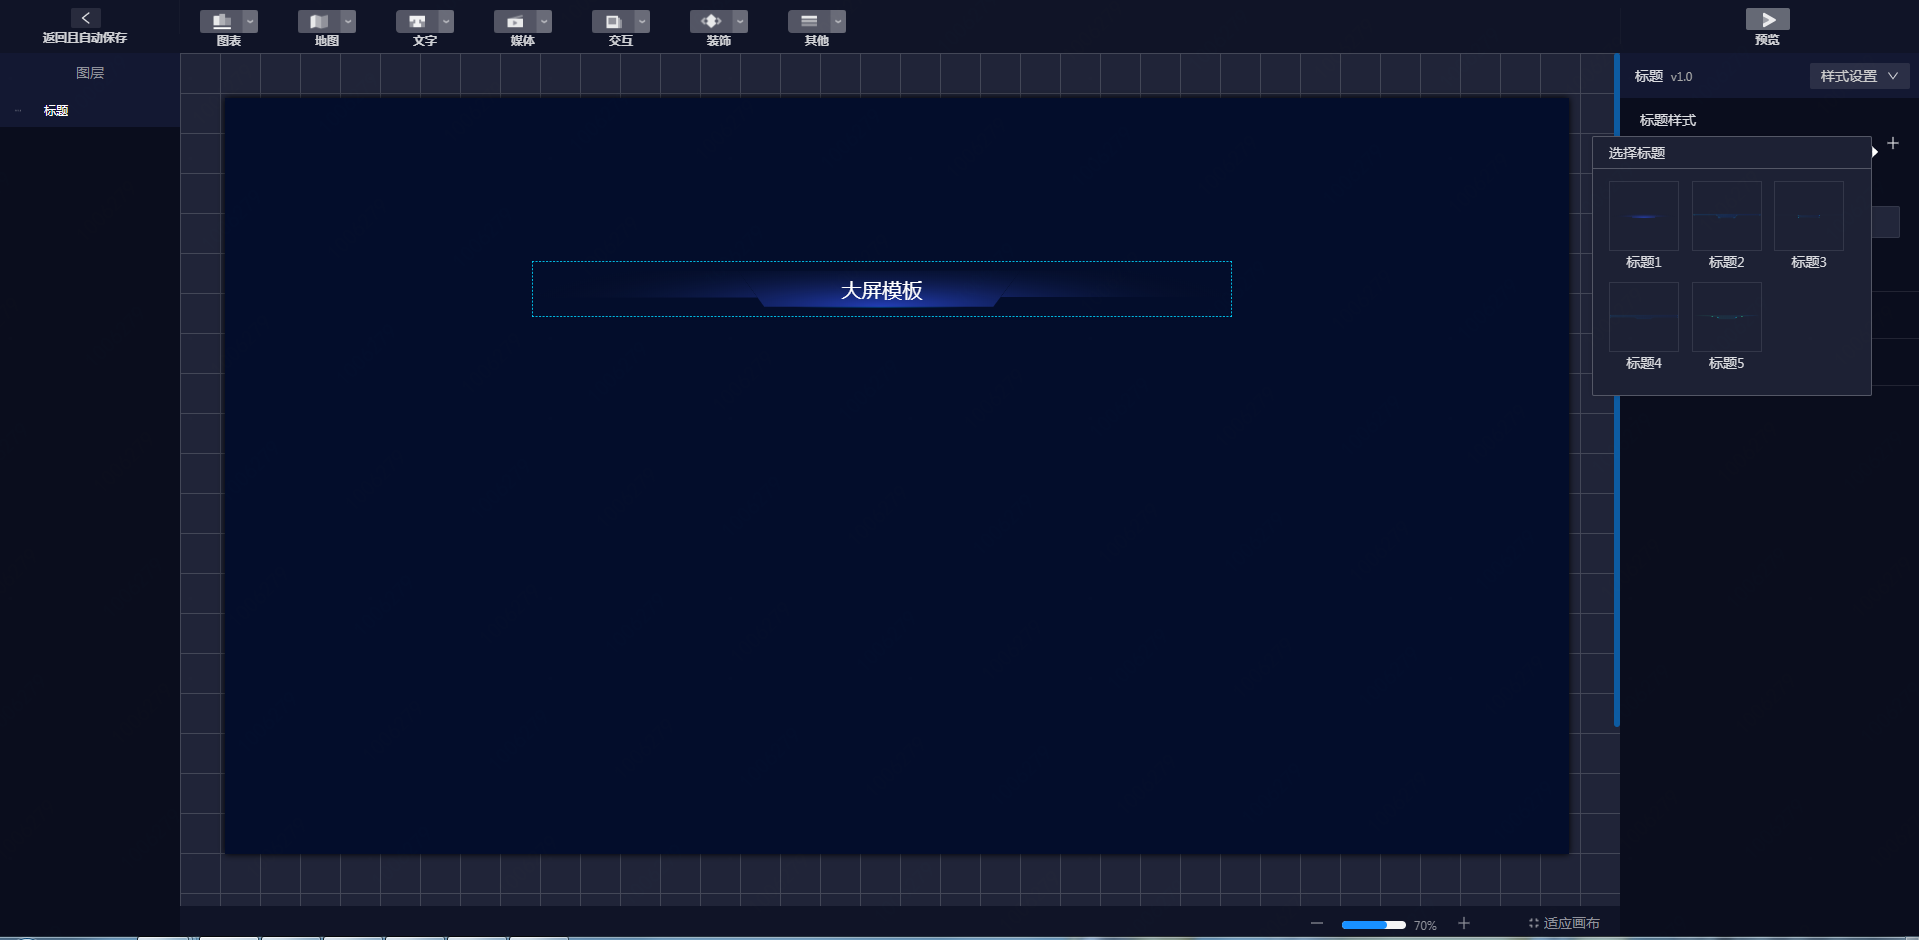 返回且自动保存
图表
地图
文字
媒体
交互
装饰
其他
预览
图层
标题
标题 v1.0
样式设置
标题样式
选择标题
标题1
标题2
标题3
标题4
标题5
大屏模板
70%
适应画布